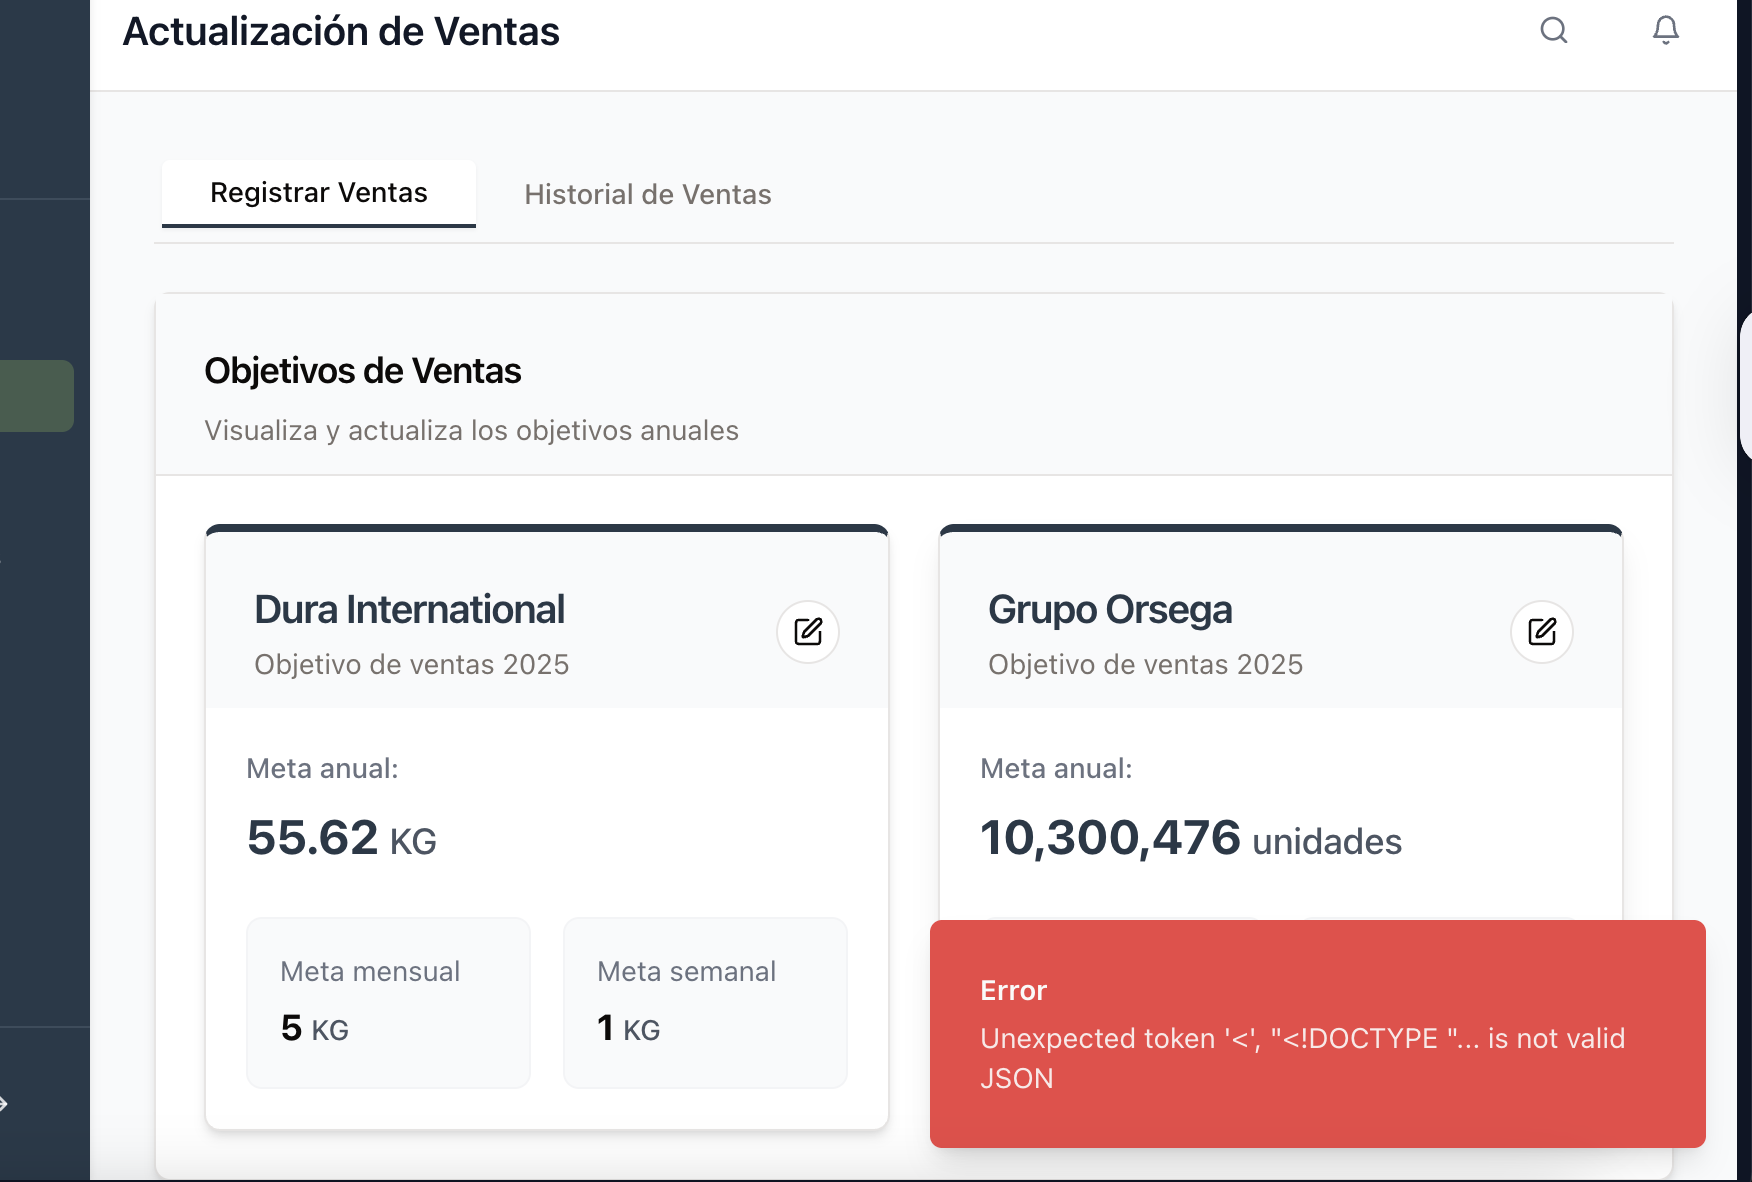 Actualización de Ventas
Registrar Ventas
Historial de Ventas
Objetivos de Ventas
Visualiza y actualiza los objetivos anuales
Dura International
Objetivo de ventas 2025
Meta anual:
55.62 KG
Meta mensual
5 KG
Meta semanal
1 KG
Grupo Orsega
Objetivo de ventas 2025
Meta anual:
10,300,476 unidades
Error
Unexpected token '<', "<!DOCTYPE "... is not valid
JSON